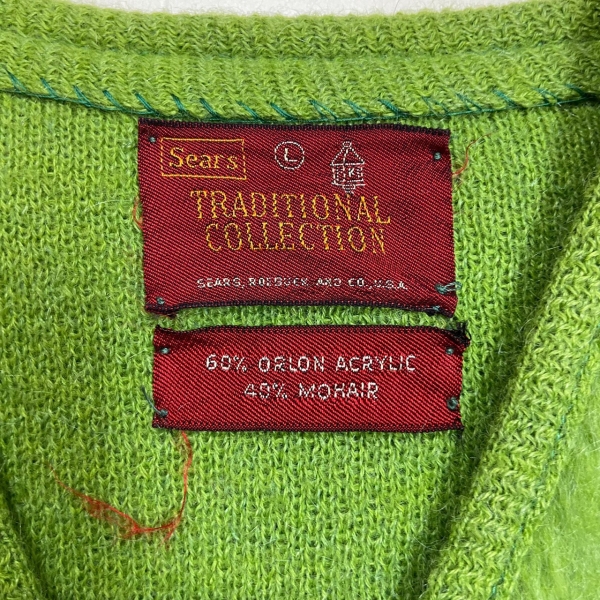 Sears L
TRADITIONAL
COLLECTION
SEARS, ROEBUCK AND CO., U.S.A.
60% ORLON ACRYLIC
40% MOHAIR